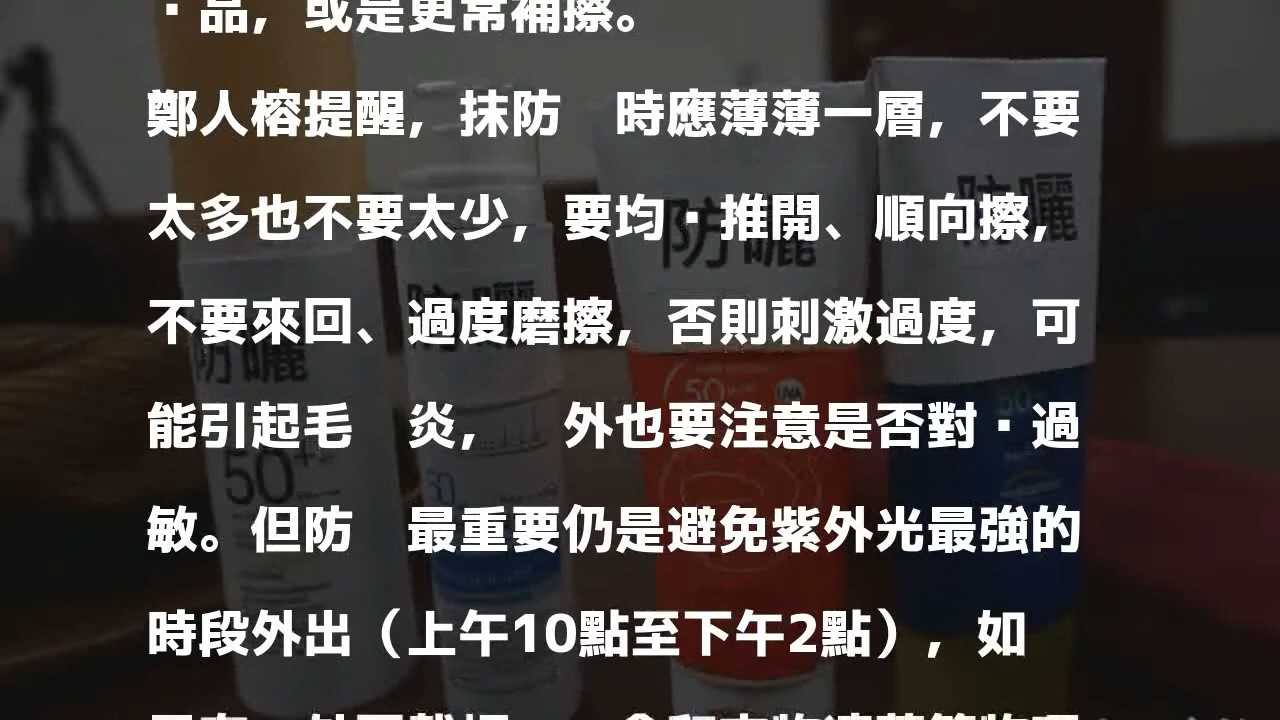 ·品，或是更常補擦。
鄭人榕提醒，抹防　時應薄薄一層，不要
太多也不要太少，要均·推開、順向擦，
不要來回、過度磨擦，否則刺激過度，可
能引起毛　炎，　外也要注意是否對·過
敏。但防　最重要仍是避免紫外光最強的
時段外出（上午10點至下午2點），如
防曬
防曬
防曬
防曬
50+
50
50
50
UVA